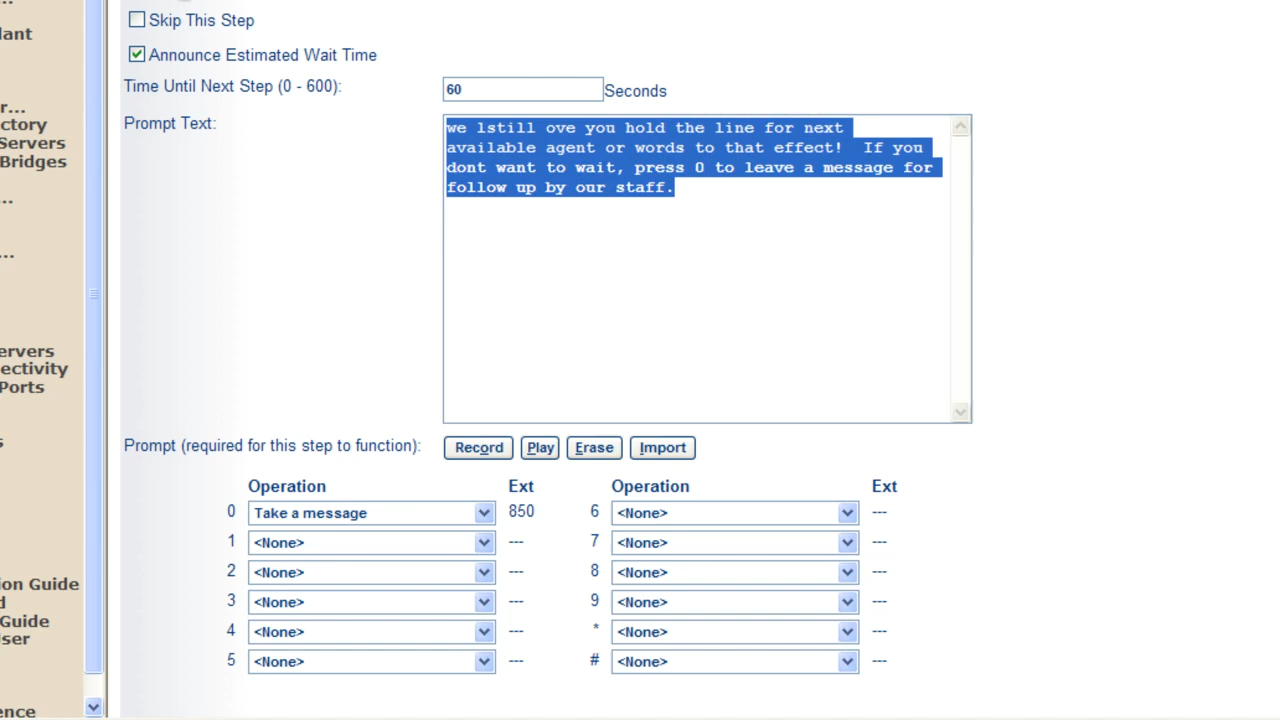 Skip This Step
lant
Announce Estimated Wait Time
Time Until Next Step (0 - 600): 60 Seconds
r...
ctory
Servers
Bridges
Prompt Text:
we lstill ove you hold the line for next
available agent or words to that effect!  If you
dont want to wait, press 0 to leave a message for
follow up by our staff.
...
...
ervers
ectivity
Ports
s
Prompt (required for this step to function): Record Play Erase Import
Operation Ext Operation Ext
0 Take a message 850 6 <None> ---
1 <None> --- 7 <None> ---
2 <None> --- 8 <None> ---
3 <None> --- 9 <None> ---
4 <None> --- * <None> ---
5 <None> --- # <None> ---
ion Guide
d
Guide
Jser
ence